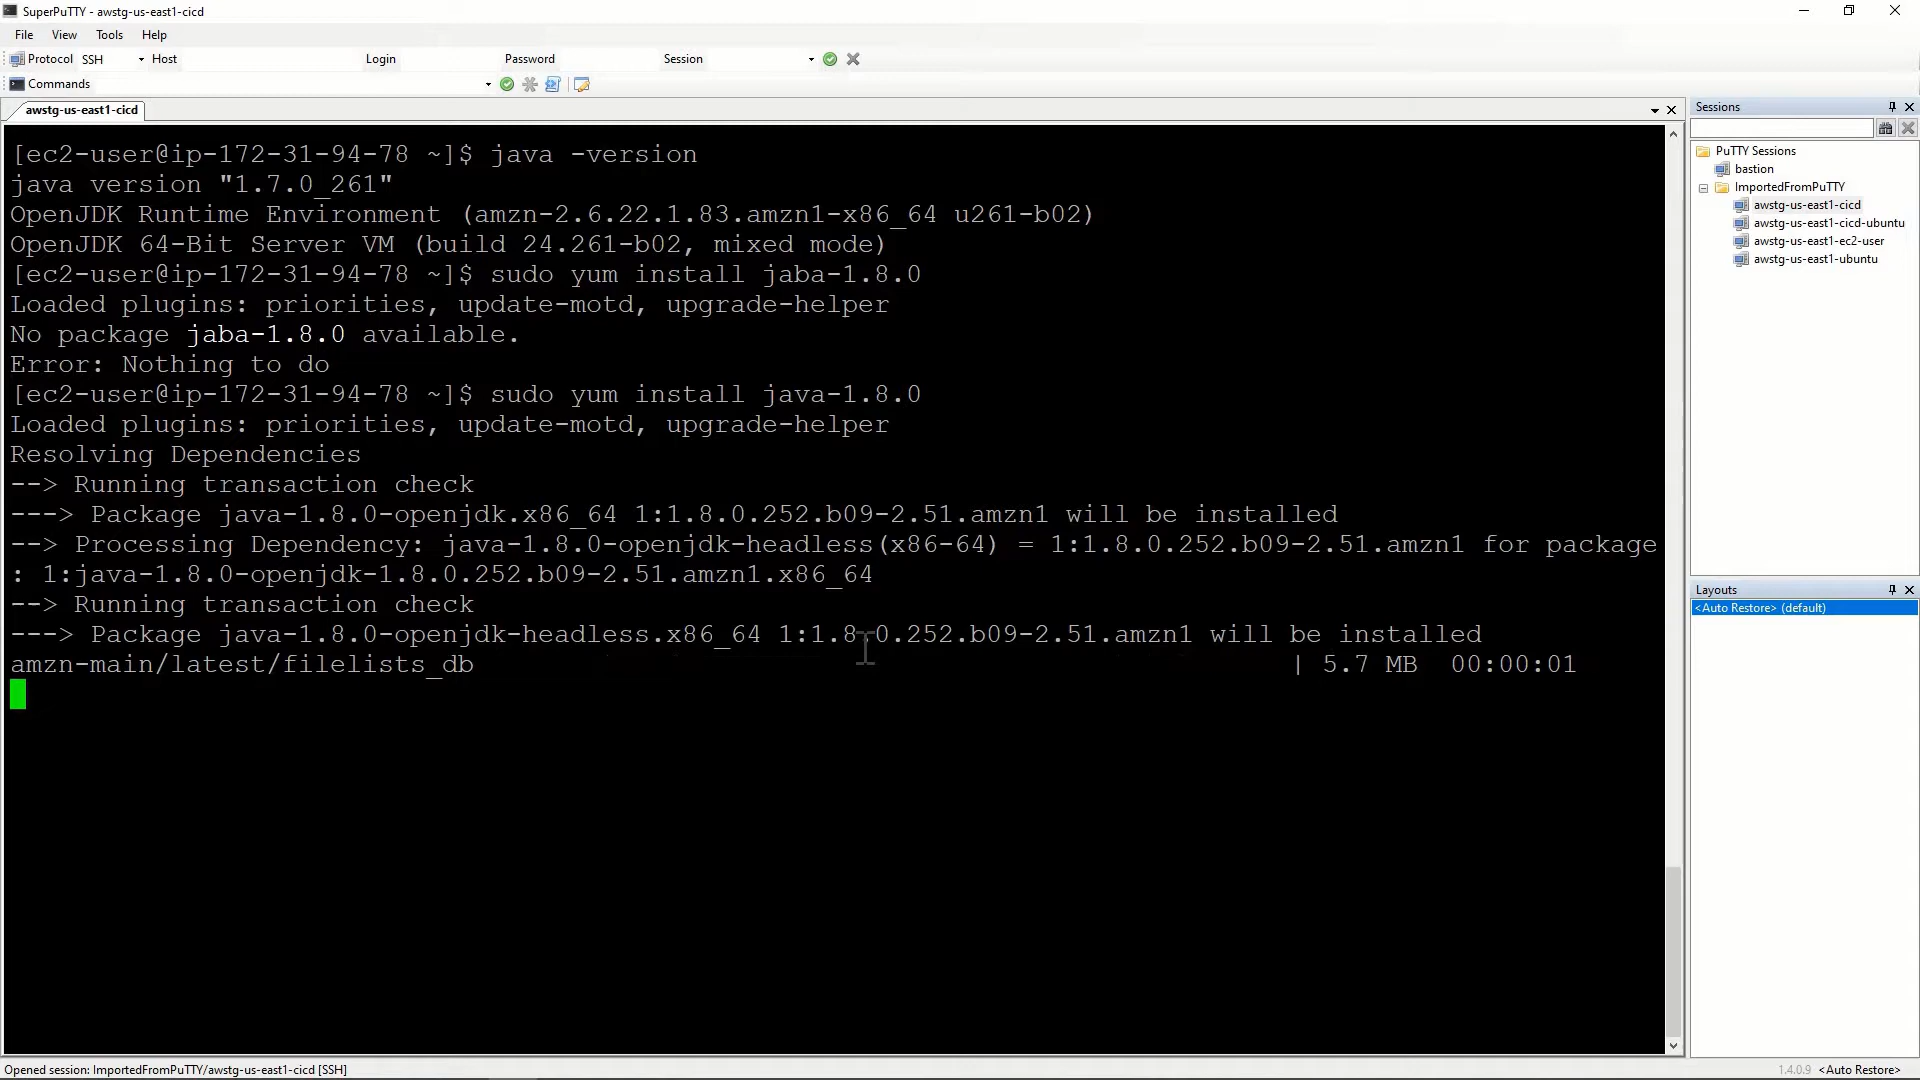 SuperPuTTY - awstg-us-east1-cicd
File View Tools Help
Protocol SSH Host Login Password Session
Commands
awstg-us-east1-cicd
[ec2-user@ip-172-31-94-78 ~]$ java -version
java version "1.7.0_261"
OpenJDK Runtime Environment (amzn-2.6.22.1.83.amzn1-x86_64 u261-b02)
OpenJDK 64-Bit Server VM (build 24.261-b02, mixed mode)
[ec2-user@ip-172-31-94-78 ~]$ sudo yum install jaba-1.8.0
Loaded plugins: priorities, update-motd, upgrade-helper
No package jaba-1.8.0 available.
Error: Nothing to do
[ec2-user@ip-172-31-94-78 ~]$ sudo yum install java-1.8.0
Loaded plugins: priorities, update-motd, upgrade-helper
Resolving Dependencies
--> Running transaction check
---> Package java-1.8.0-openjdk.x86_64 1:1.8.0.252.b09-2.51.amzn1 will be installed
--> Processing Dependency: java-1.8.0-openjdk-headless(x86-64) = 1:1.8.0.252.b09-2.51.amzn1 for package
: 1:java-1.8.0-openjdk-1.8.0.252.b09-2.51.amzn1.x86_64
--> Running transaction check
---> Package java-1.8.0-openjdk-headless.x86_64 1:1.8.0.252.b09-2.51.amzn1 will be installed
amzn-main/latest/filelists_db | 5.7 MB 00:00:01
Sessions
PuTTY Sessions
bastion
ImportedFromPuTTY
awstg-us-east1-cicd
awstg-us-east1-cicd-ubuntu
awstg-us-east1-ec2-user
awstg-us-east1-ubuntu
Layouts
<Auto Restore> (default)
Opened session: ImportedFromPuTTY/awstg-us-east1-cicd [SSH]
1.4.0.9 <Auto Restore>